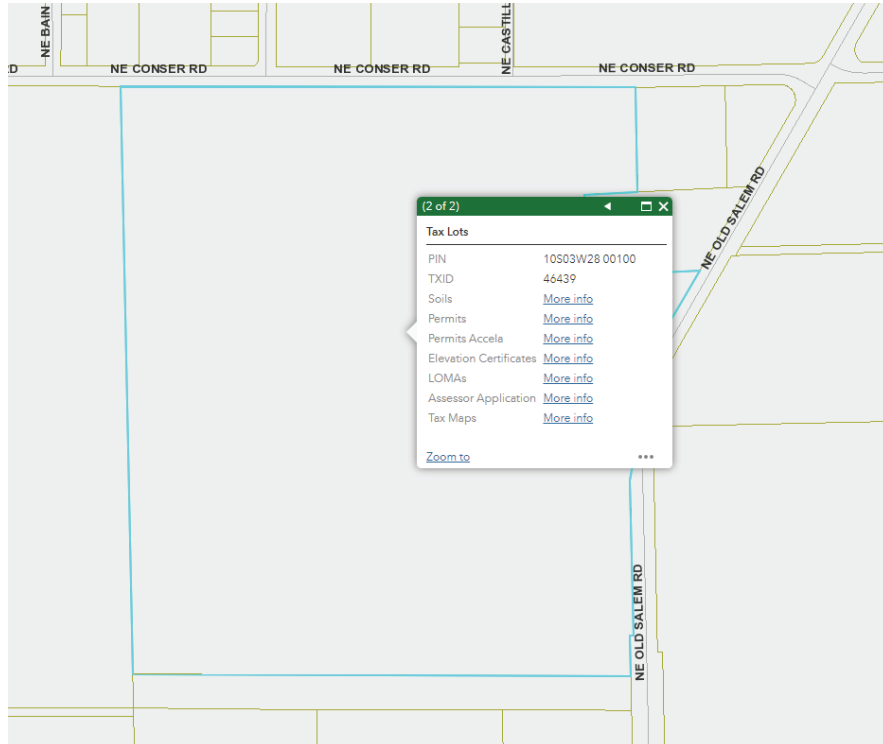 NE BAIN
NE CASTILL
RD
NE CONSER RD
NE CONSER RD
NE CONSER RD
NE OLD SALEM RD
(2 of 2)
Tax Lots
PIN 10S03W28 00100
TXID 46439
Soils More info
Permits More info
Permits Accela More info
Elevation Certificates More info
LOMAs More info
Assessor Application More info
Tax Maps More info
Zoom to
NE OLD SALEM RD